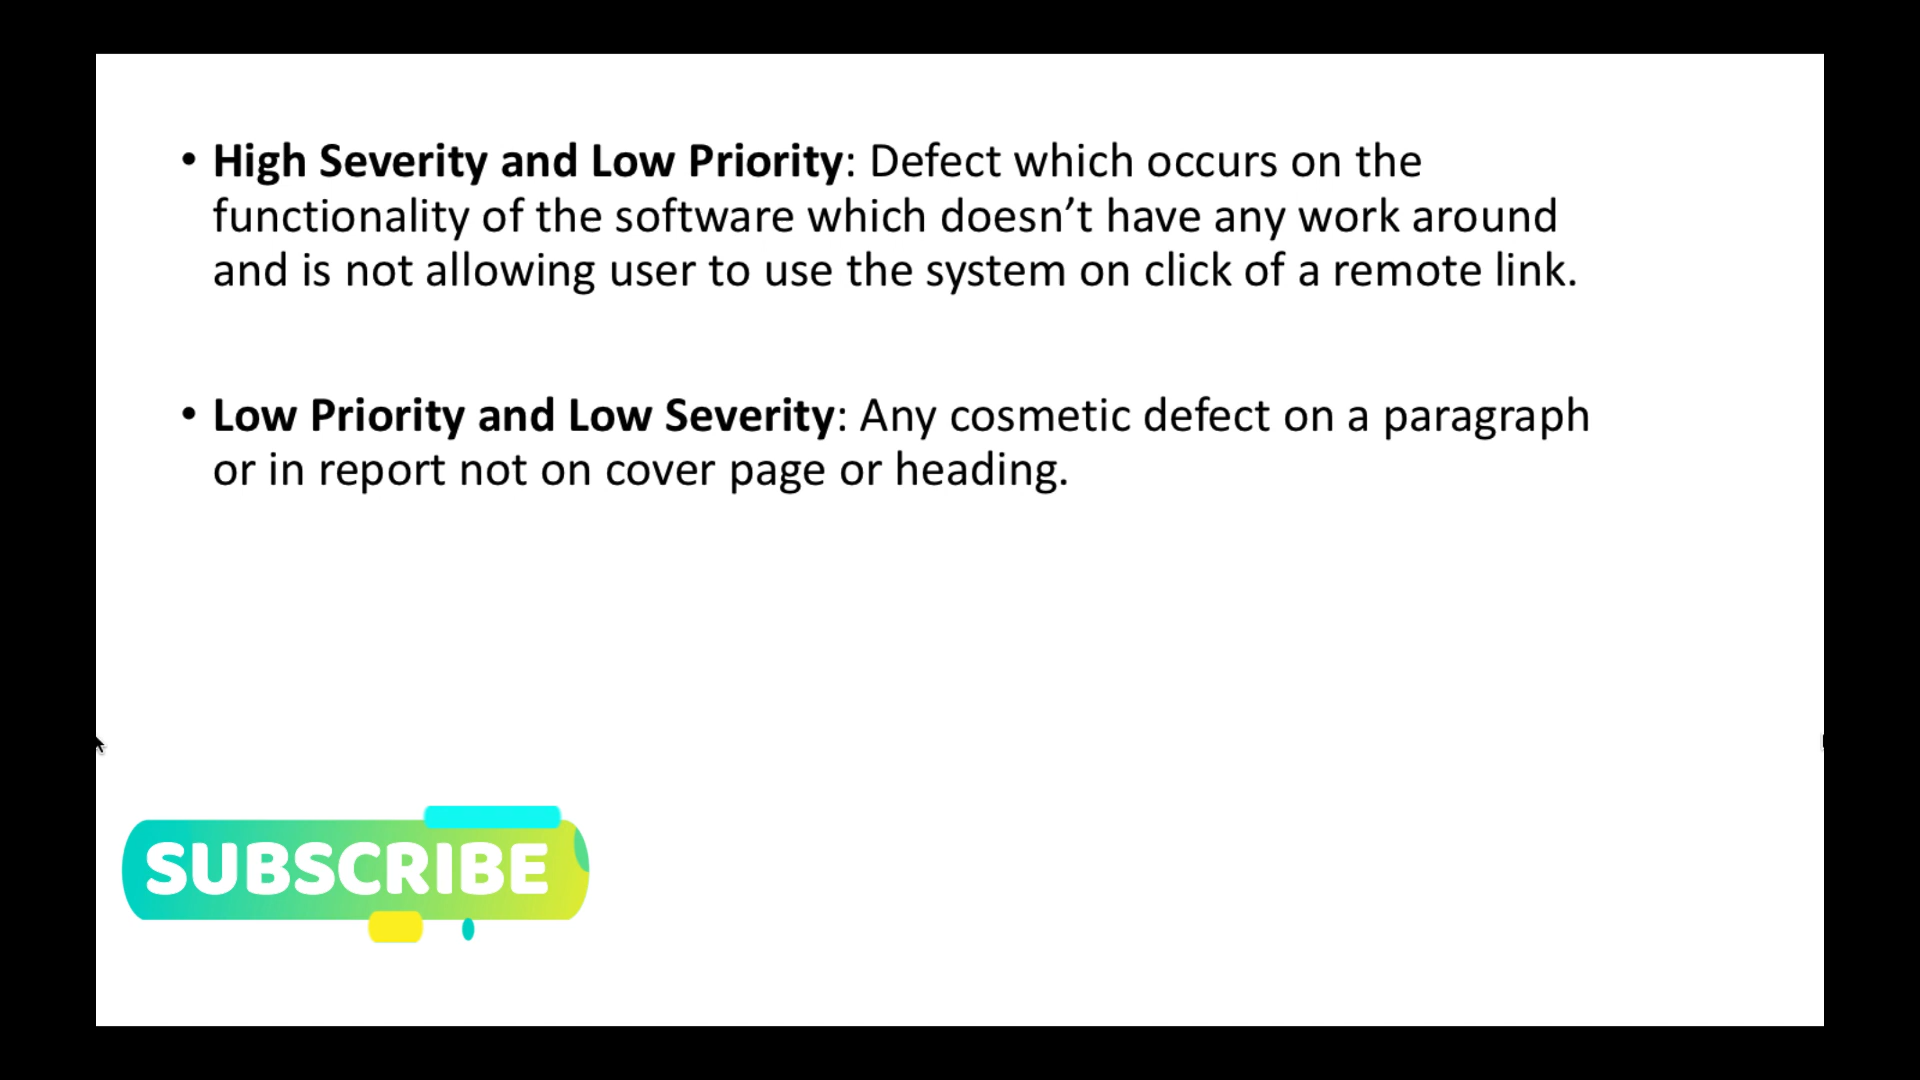 • High Severity and Low Priority: Defect which occurs on the
functionality of the software which doesn’t have any work around
and is not allowing user to use the system on click of a remote link.
• Low Priority and Low Severity: Any cosmetic defect on a paragraph
or in report not on cover page or heading.
SUBSCRIBE